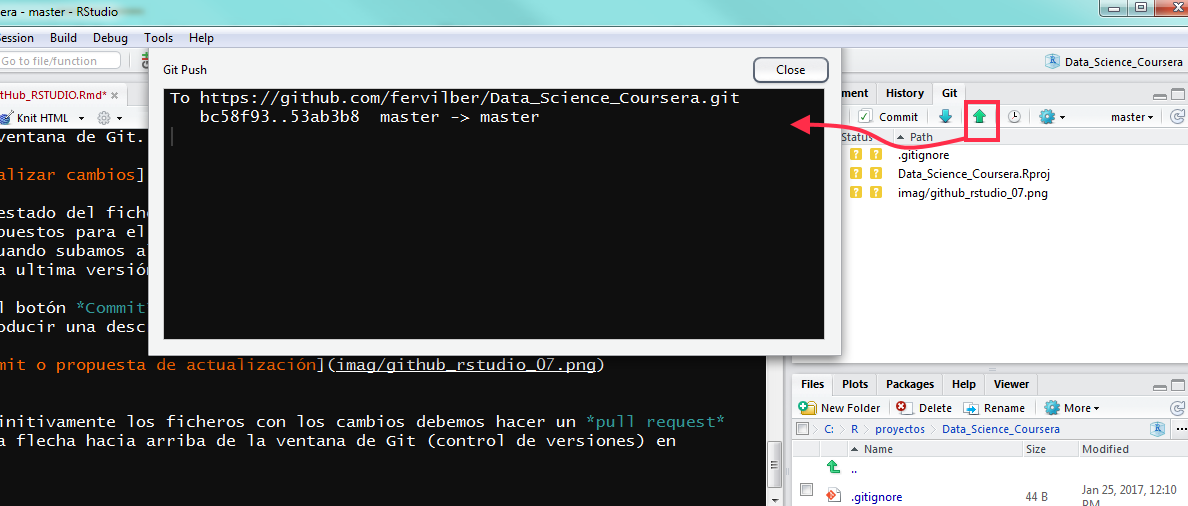 era - master - RStudio
Session Build Debug Tools Help
Go to file/function
Data_Science_Coursera
Git Push
Close
To https://github.com/fervilber/Data_Science_Coursera.git
bc58f93..53ab3b8 master -> master
tHub_RSTUDIO.Rmd*
Knit HTML
ventana de Git.
alizar cambios]
estado del fich
puestos para el
uando subamos a
a ultima versión
l botón *Commit
oducir una desc
mit o propuesta de actualización](imag/github_rstudio_07.png)
initivamente los ficheros con los cambios debemos hacer un *pull request*
a flecha hacia arriba de la ventana de Git (control de versiones) en
ment History Git
Commit master
Status Path
.gitignore
Data_Science_Coursera.Rproj
imag/github_rstudio_07.png
Files Plots Packages Help Viewer
New Folder Delete Rename More
C: R proyectos Data_Science_Coursera
Name Size Modified
..
.gitignore 44 B Jan 25, 2017, 12:10 PM